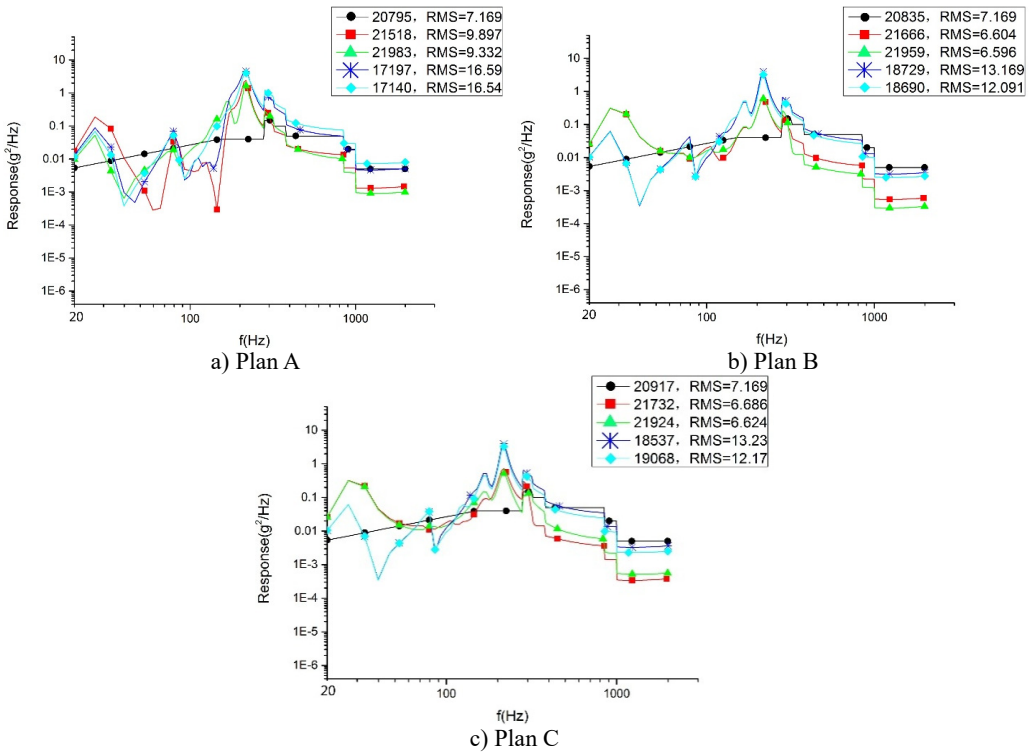 20795，RMS=7.169
21518，RMS=9.897
21983，RMS=9.332
17197，RMS=16.59
17140，RMS=16.54
10
1
0.1
0.01
1E-3
1E-4
1E-5
1E-6
Response(g²/Hz)
20 100 1000
f(Hz)
a) Plan A
20835，RMS=7.169
21666，RMS=6.604
21959，RMS=6.596
18729，RMS=13.169
18690，RMS=12.091
10
1
0.1
0.01
1E-3
1E-4
1E-5
1E-6
Response(g²/Hz)
20 100 1000
f(Hz)
b) Plan B
20917，RMS=7.169
21732，RMS=6.686
21924，RMS=6.624
18537，RMS=13.23
19068，RMS=12.17
10
1
0.1
0.01
1E-3
1E-4
1E-5
1E-6
Response(g²/Hz)
20 100 1000
f(Hz)
c) Plan C